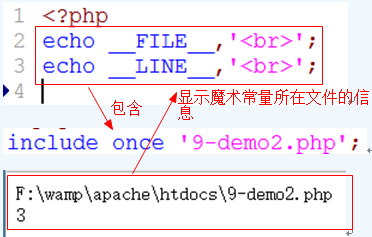 1 <?php
2 echo __FILE__,'<br>';
3 echo __LINE__,'<br>';
4
包含
显示魔术常量所在文件的信
息
include once '9-demo2.php';
F:\wamp\apache\htdocs\9-demo2.php
3